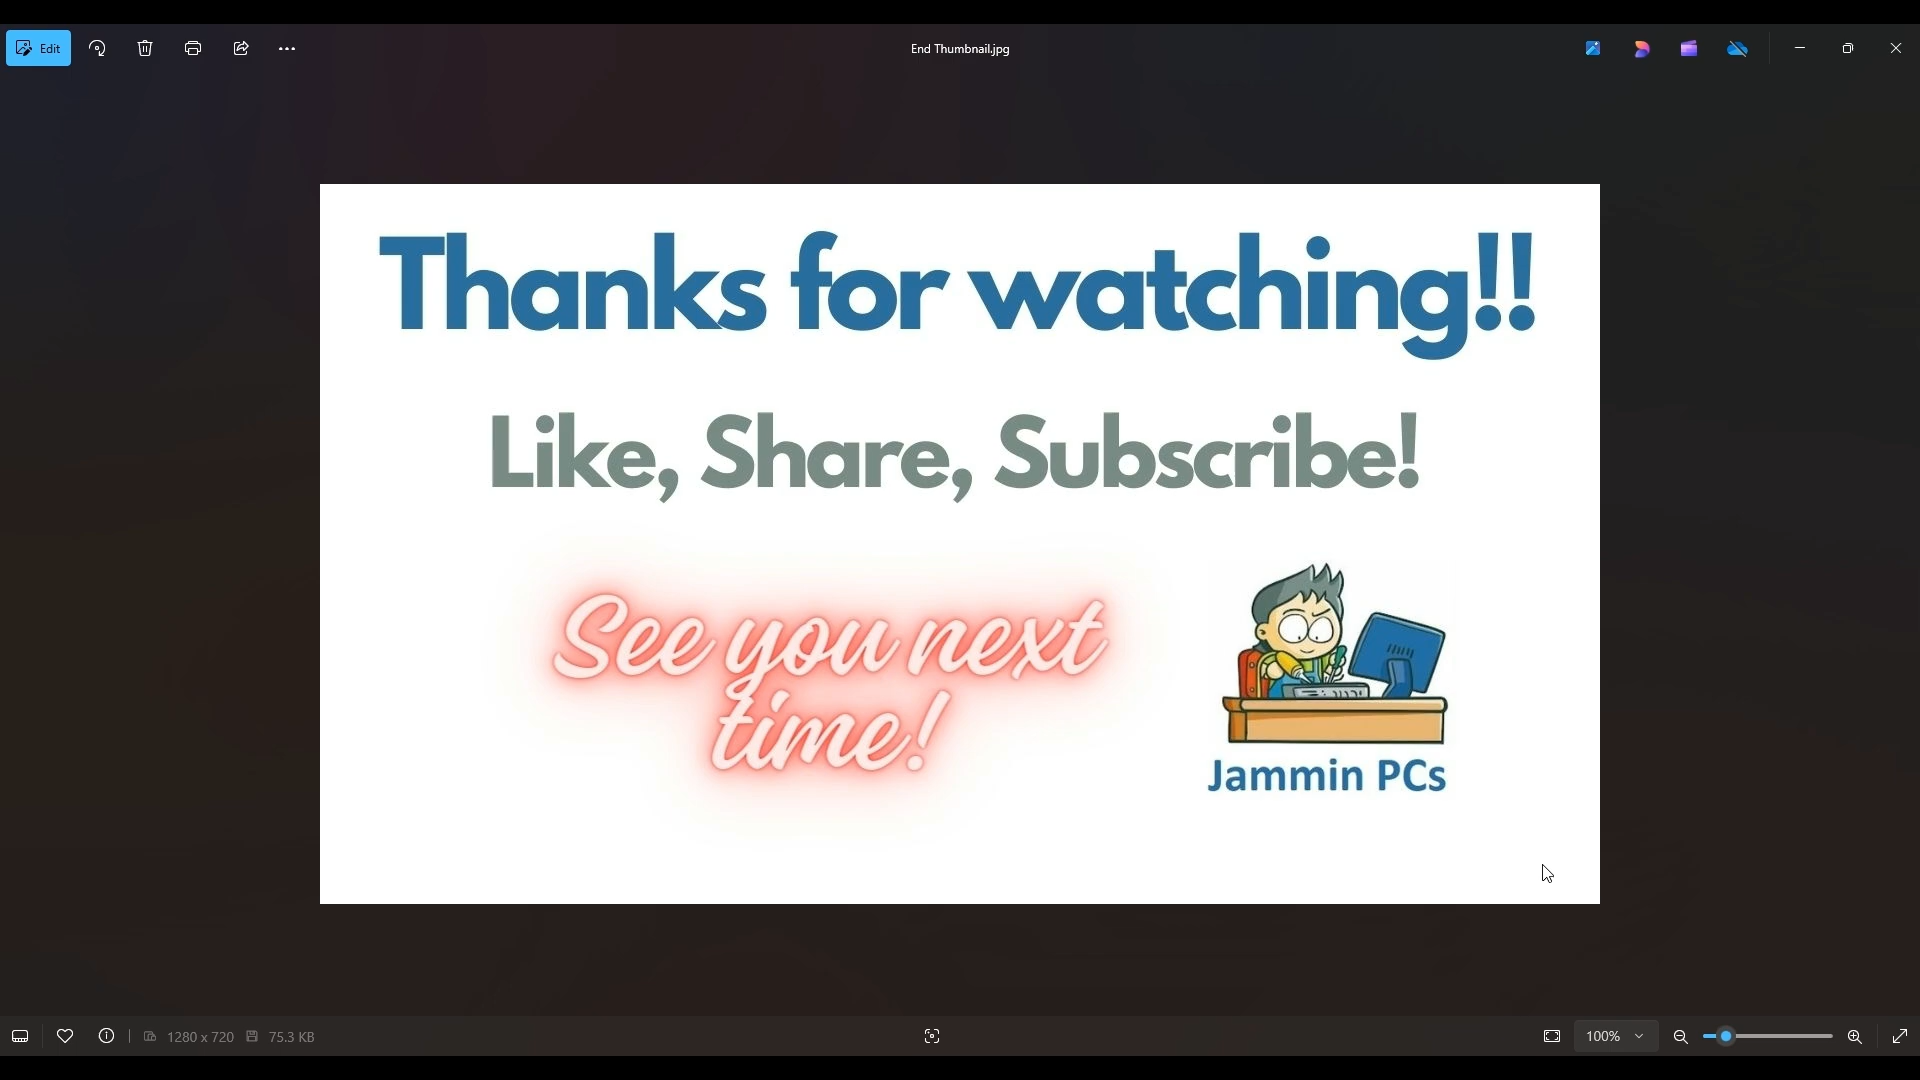 Edit
End Thumbnail.jpg
Thanks for watching!!
Like, Share, Subscribe!
See you next
time!
Jammin PCs
1280 x 720
75.3 KB
100%